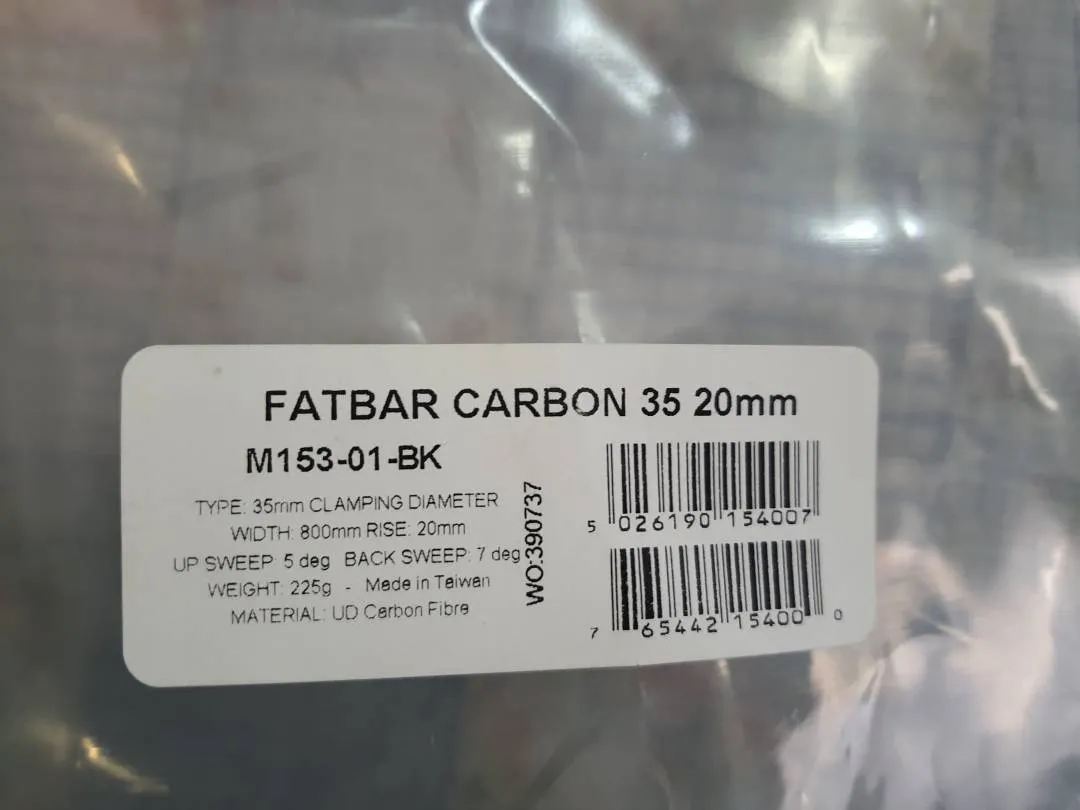 FATBAR CARBON 35 20mm
M153-01-BK
TYPE: 35mm CLAMPING DIAMETER
WIDTH: 800mm RISE: 20mm
UP SWEEP: 5 deg BACK SWEEP: 7 deg
WEIGHT: 225g - Made in Taiwan
MATERIAL: UD Carbon Fibre
WO:390737
5 026190 154007
7 65442 15400 0